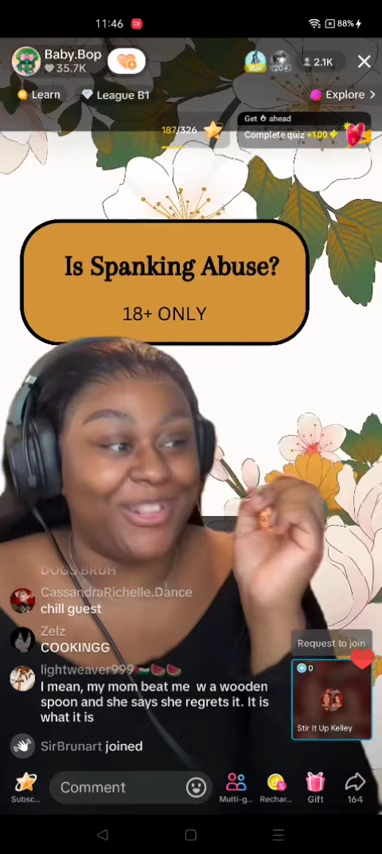 11:46
88%
Baby.Bop
35.7K
2.1K
Learn
League B1
Explore >
187/326
Get ahead
Complete quiz +100
Is Spanking Abuse?
18+ ONLY
DOGS BRUH
CassandraRichelle.Dance
chill guest
Zelz
COOKINGG
lightweaver999
I mean, my mom beat me w a wooden
spoon and she says she regrets it. It is
what it is
SirBrunart joined
Request to join
0
Stir It Up Kelley
Comment
Subsc...
Multi-g...
Rechar...
Gift
164